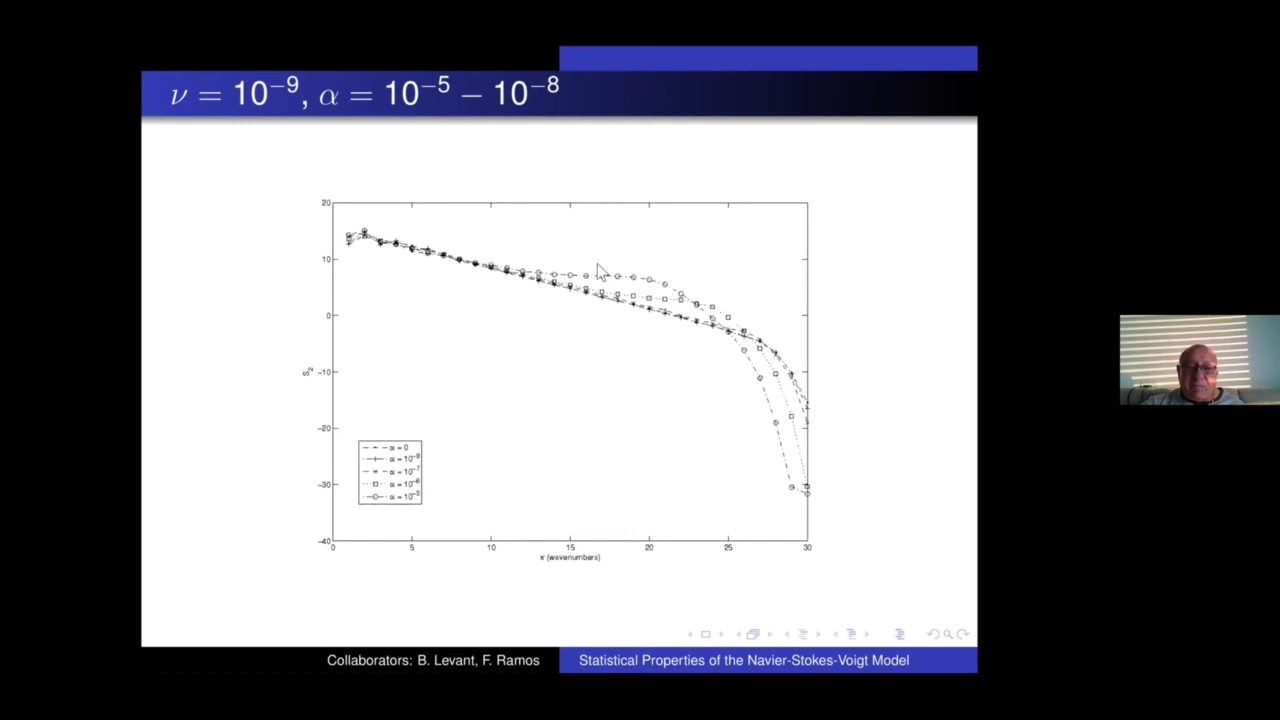 ν = 10⁻⁹, α = 10⁻⁵ − 10⁻⁸
20
10
0
−10
−20
−30
−40
S₂
α = 0
α = 10⁻⁹
α = 10⁻⁷
α = 10⁻⁶
α = 10⁻⁵
0 5 10 15 20 25 30
κ (wavenumbers)
Collaborators: B. Levant, F. Ramos
Statistical Properties of the Navier-Stokes-Voigt Model